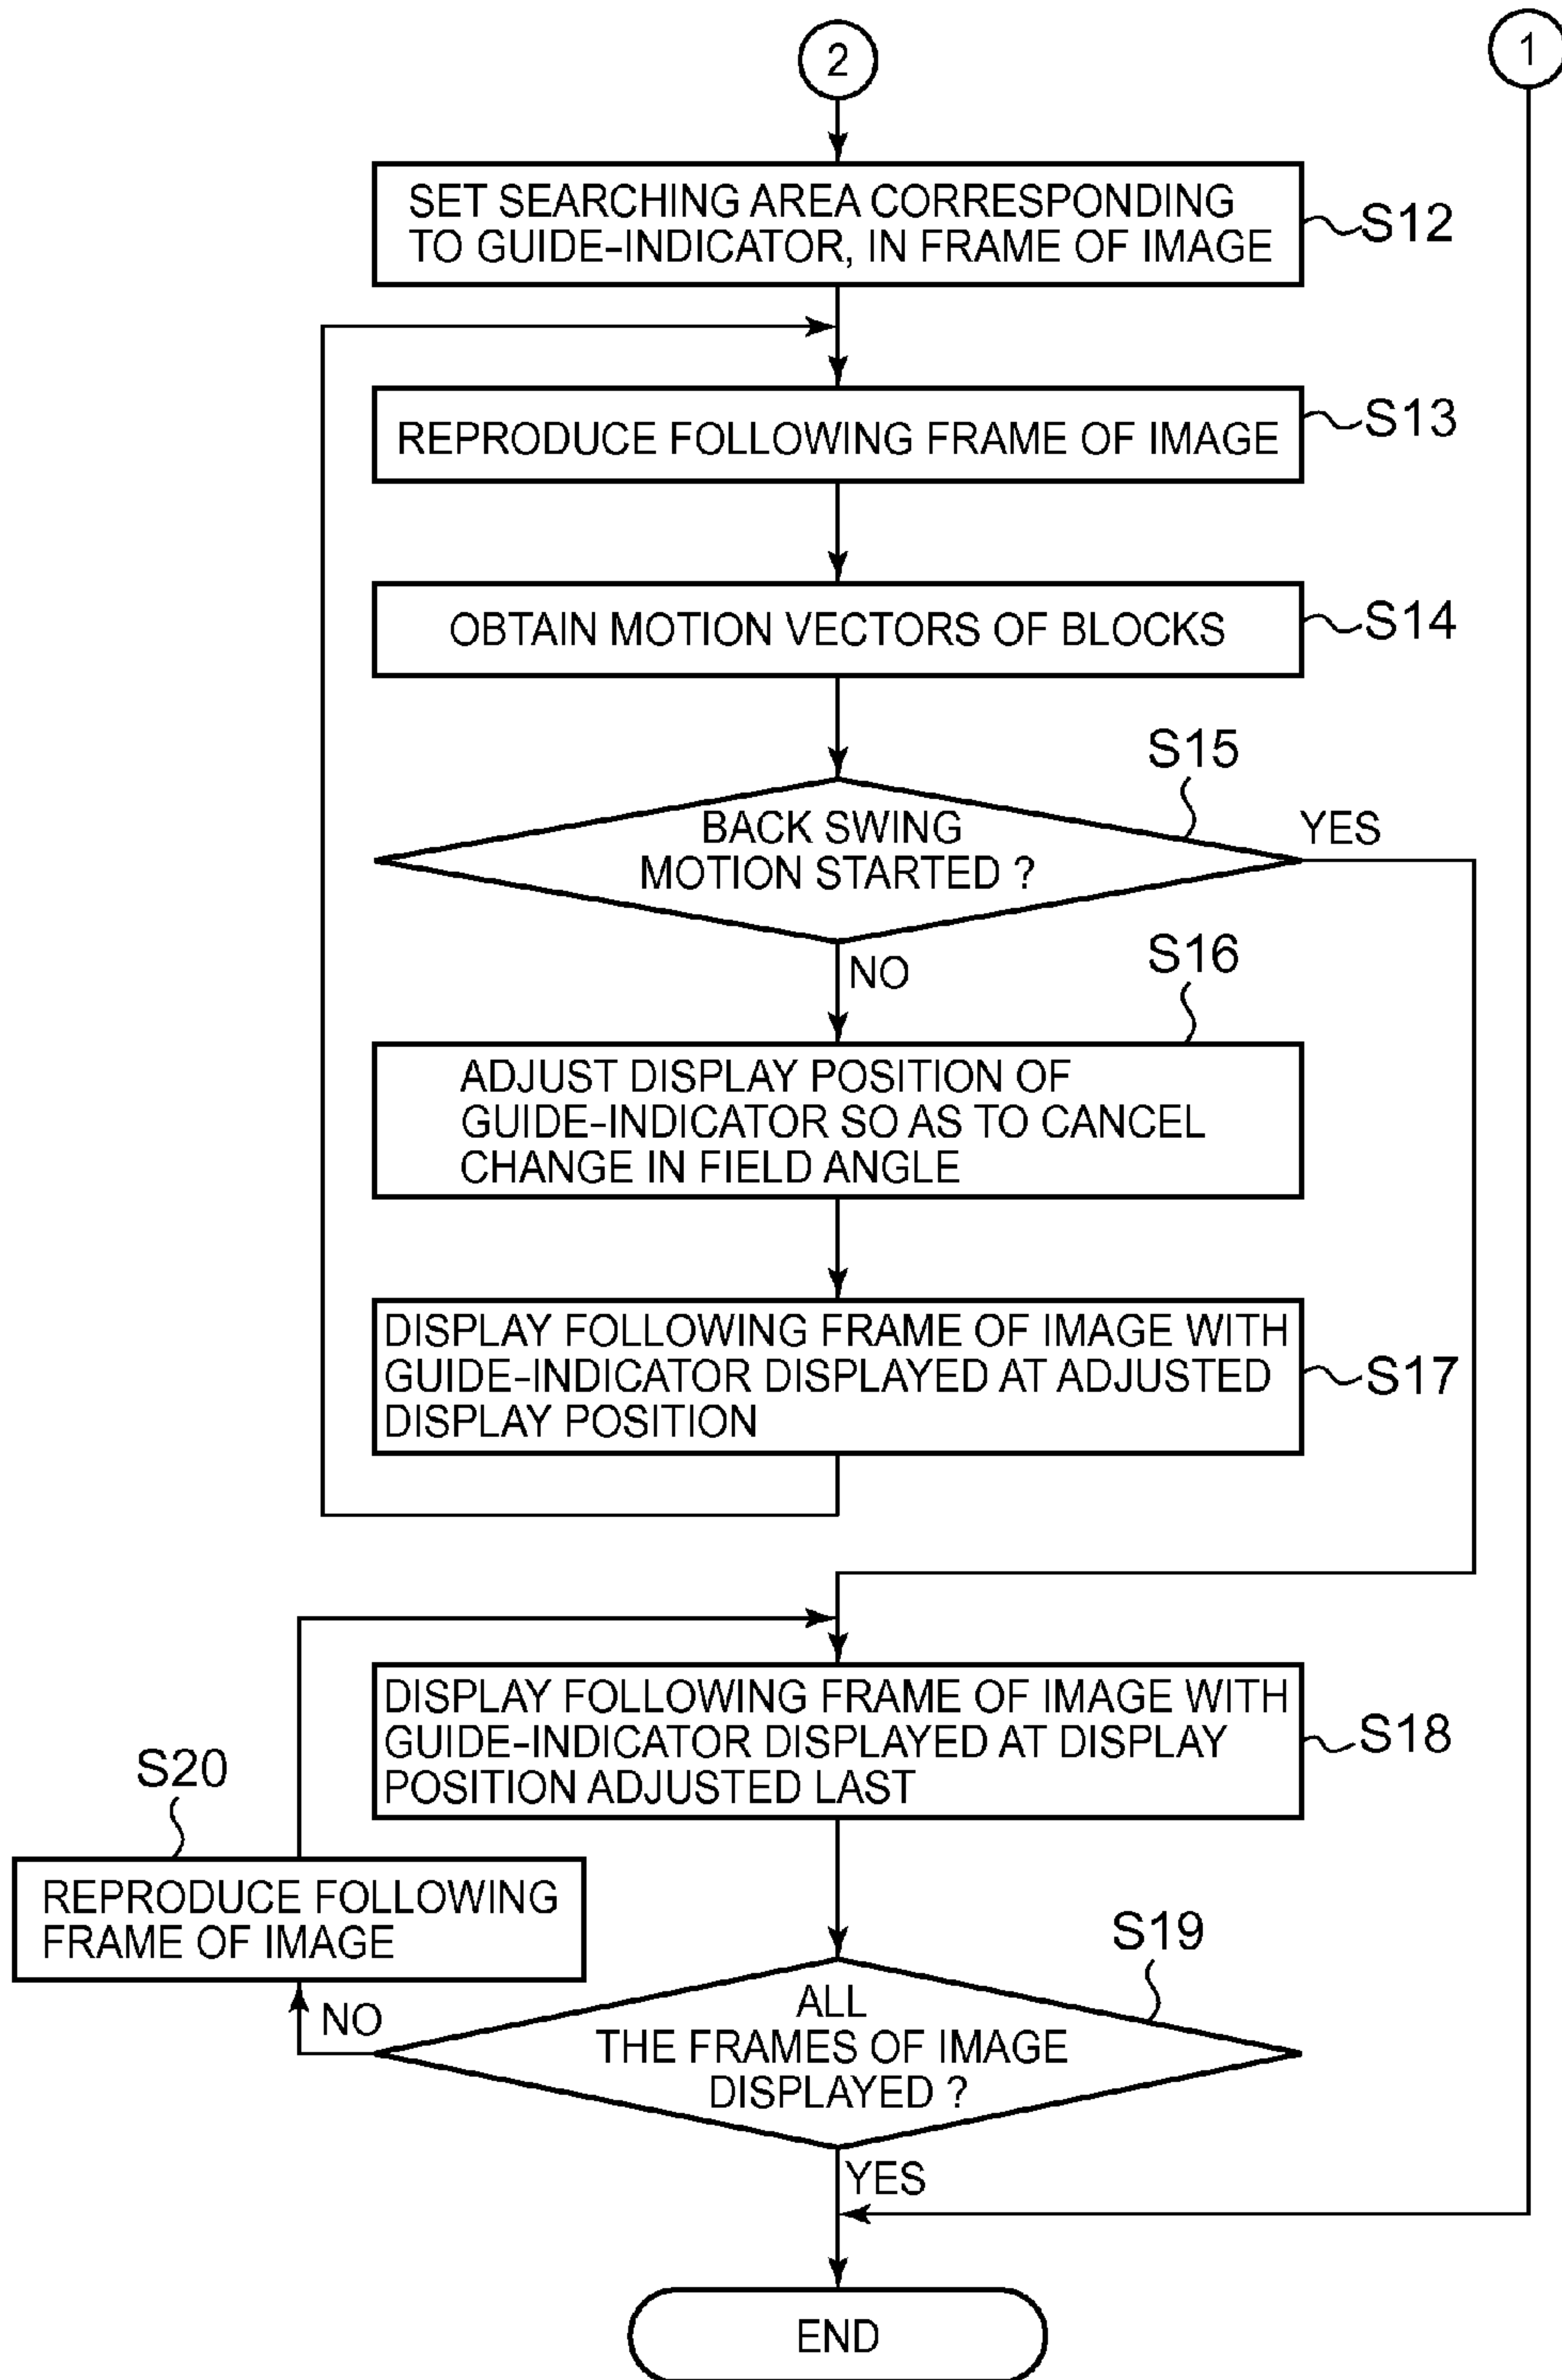 2
1
SET SEARCHING AREA CORRESPONDING
TO GUIDE-INDICATOR, IN FRAME OF IMAGE
S12
REPRODUCE FOLLOWING FRAME OF IMAGE
S13
OBTAIN MOTION VECTORS OF BLOCKS
S14
S15
BACK SWING
MOTION STARTED ?
YES
NO
S16
ADJUST DISPLAY POSITION OF
GUIDE-INDICATOR SO AS TO CANCEL
CHANGE IN FIELD ANGLE
DISPLAY FOLLOWING FRAME OF IMAGE WITH
GUIDE-INDICATOR DISPLAYED AT ADJUSTED
DISPLAY POSITION
S17
DISPLAY FOLLOWING FRAME OF IMAGE WITH
GUIDE-INDICATOR DISPLAYED AT DISPLAY
POSITION ADJUSTED LAST
S18
S20
REPRODUCE FOLLOWING
FRAME OF IMAGE
S19
ALL
THE FRAMES OF IMAGE
DISPLAYED ?
NO
YES
END